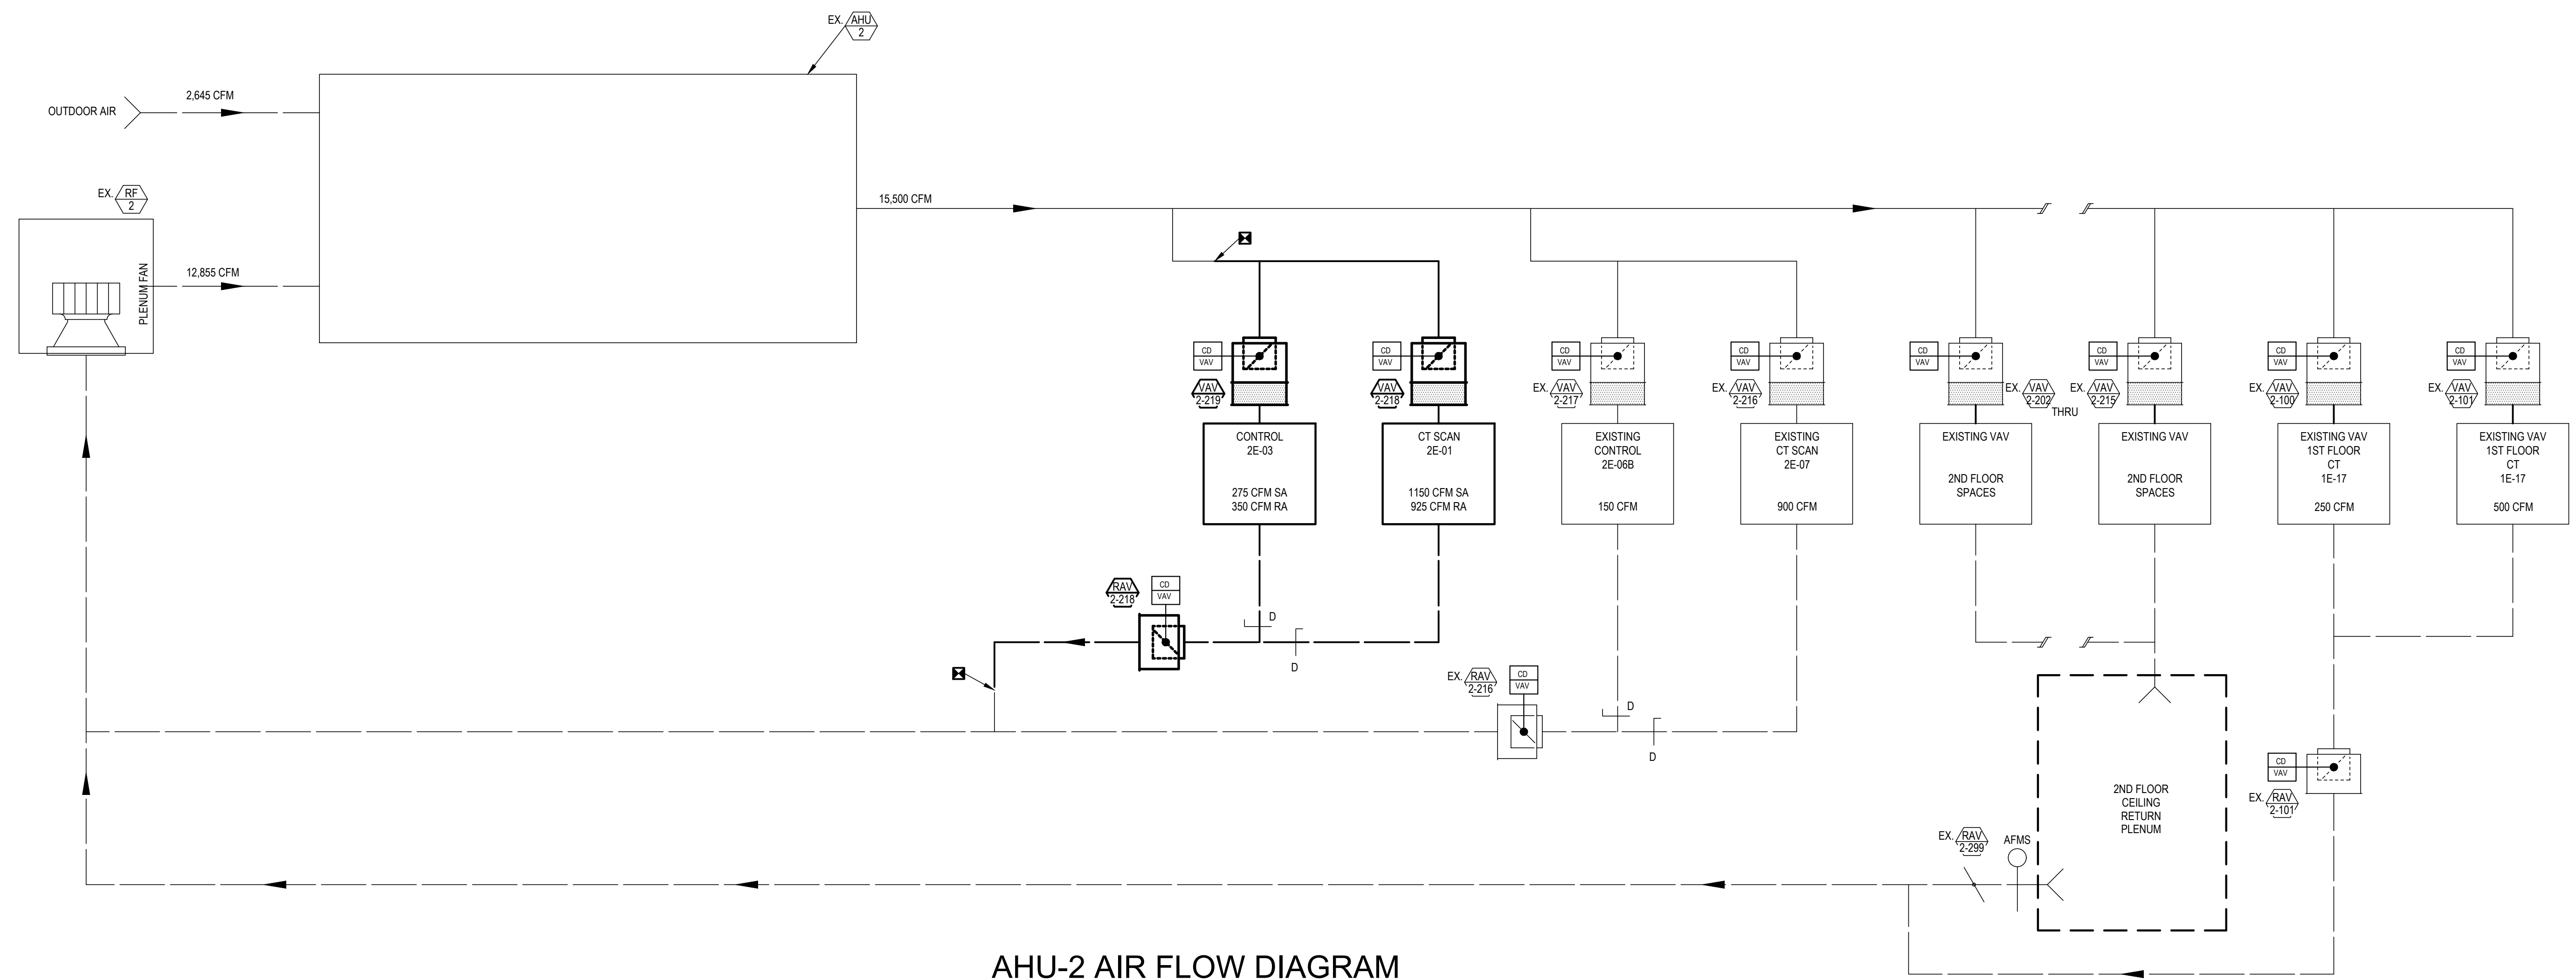 EX. AHU
2
OUTDOOR AIR
2,645 CFM
EX. RF
2
PLENUM FAN
12,855 CFM
15,500 CFM
CD
VAV
VAV
2-219
CONTROL
2E-03
275 CFM SA
350 CFM RA
CD
VAV
VAV
2-218
CT SCAN
2E-01
1150 CFM SA
925 CFM RA
CD
VAV
EX. VAV
2-217
EXISTING
CONTROL
2E-06B
150 CFM
CD
VAV
EX. VAV
2-216
EXISTING
CT SCAN
2E-07
900 CFM
CD
VAV
EX. VAV
2-202
THRU
EXISTING VAV
2ND FLOOR
SPACES
CD
VAV
EX. VAV
2-215
EXISTING VAV
2ND FLOOR
SPACES
CD
VAV
EX. VAV
2-100
EXISTING VAV
1ST FLOOR
CT
1E-17
250 CFM
CD
VAV
EX. VAV
2-101
EXISTING VAV
1ST FLOOR
CT
1E-17
500 CFM
RAV
2-218
CD
VAV
D
D
EX. RAV
2-216
CD
VAV
D
D
2ND FLOOR
CEILING
RETURN
PLENUM
CD
VAV
EX. RAV
2-101
EX. RAV
2-299
AFMS
AHU-2 AIR FLOW DIAGRAM